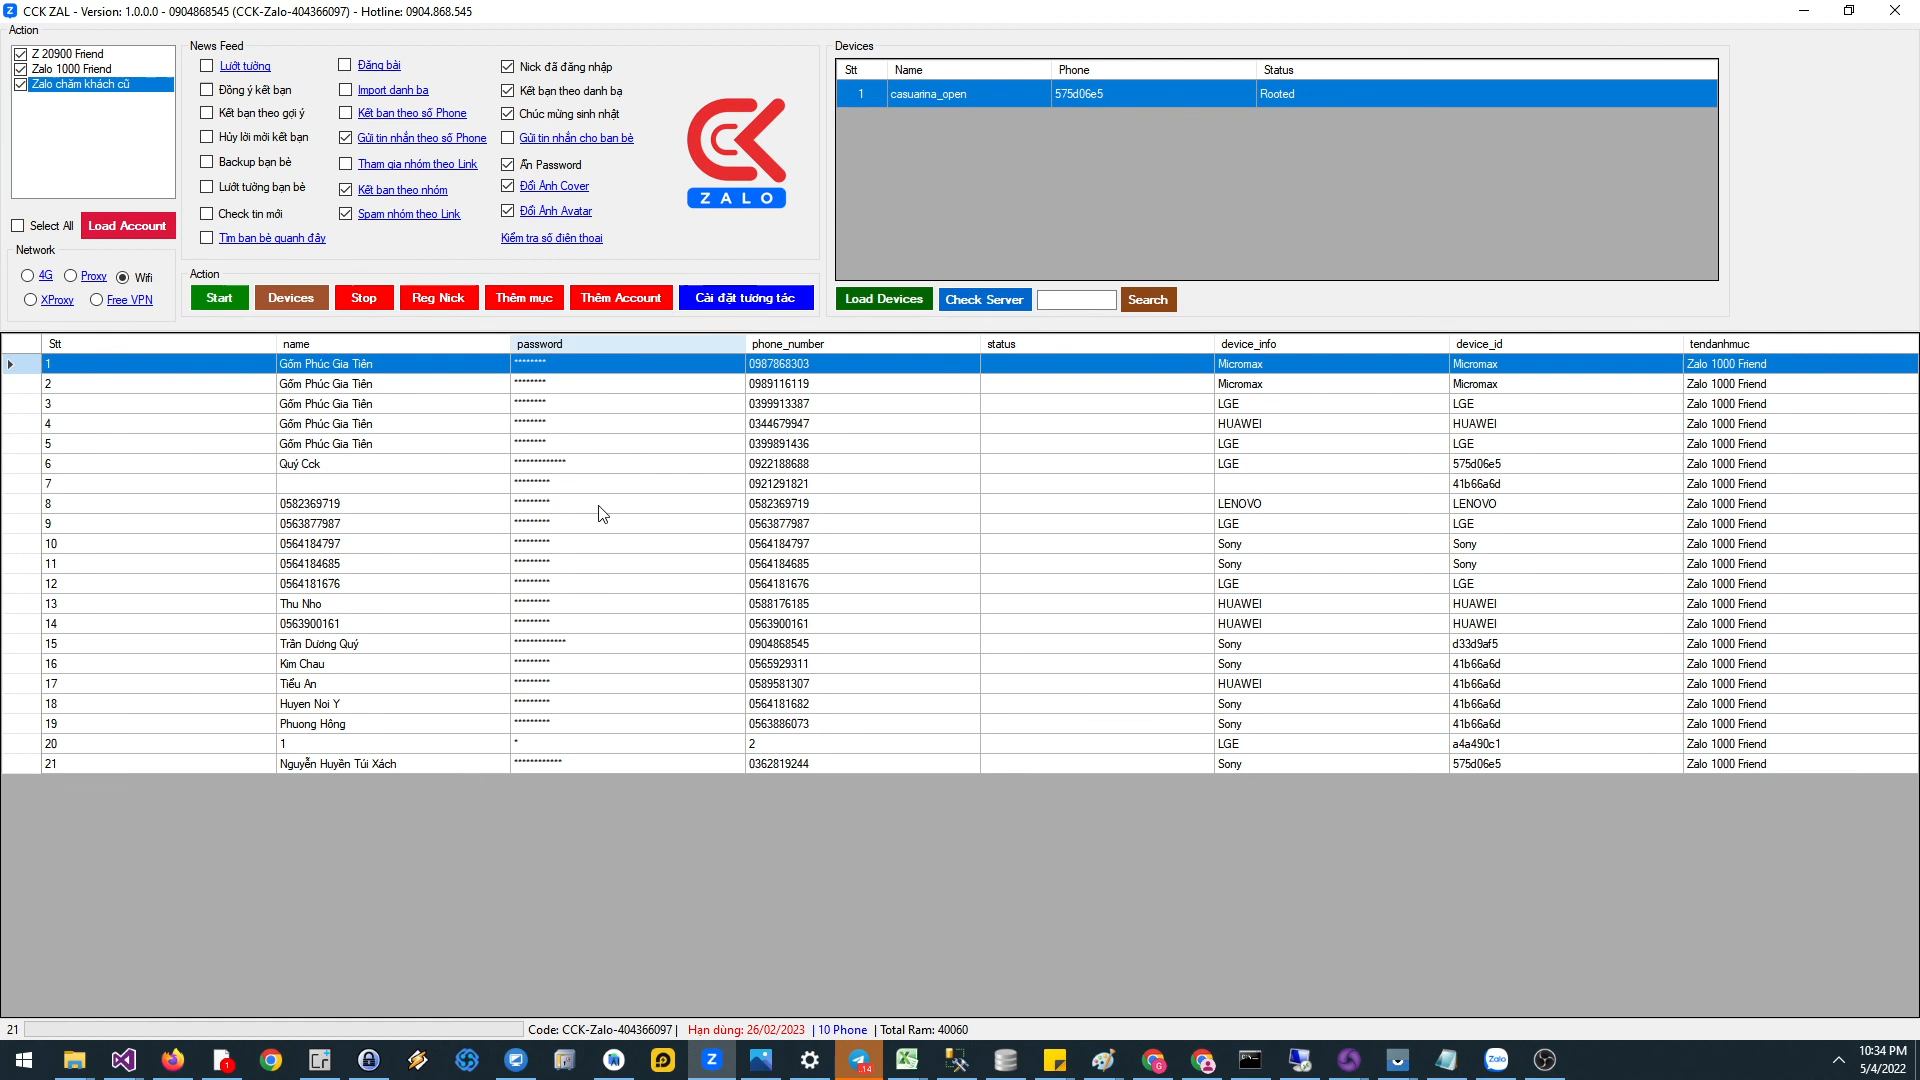 CCK ZAL - Version: 1.0.0.0 - 0904868545 (CCK-Zalo-404366097) - Hotline: 0904.868.545
Action
Z 20900 Friend
Zalo 1000 Friend
Zalo chăm khách cũ
Select All
Load Account
Network
4G
Proxy
Wifi
XProxy
Free VPN
News Feed
Lướt tường
Đồng ý kết bạn
Kết bạn theo gợi ý
Hủy lời mời kết bạn
Backup bạn bè
Lướt tường bạn bè
Check tin mới
Tìm bạn bè quanh đây
Đăng bài
Import danh bạ
Kết bạn theo số Phone
Gửi tin nhắn theo số Phone
Tham gia nhóm theo Link
Kết bạn theo nhóm
Spam nhóm theo Link
Nick đã đăng nhập
Kết bạn theo danh bạ
Chúc mừng sinh nhật
Gửi tin nhắn cho bạn bè
Ẩn Password
Đổi Ảnh Cover
Đổi Ảnh Avatar
Kiểm tra số điện thoại
ZALO
Action
Start
Devices
Stop
Reg Nick
Thêm mục
Thêm Account
Cài đặt tương tác
Devices
Stt Name Phone Status
1 casuarina_open 575d06e5 Rooted
Load Devices
Check Server
Search
Stt name password phone_number status device_info device_id tendanhmuc
1 Gốm Phúc Gia Tiên ******** 0987868303 Micromax Micromax Zalo 1000 Friend
2 Gốm Phúc Gia Tiên ******** 0989116119 Micromax Micromax Zalo 1000 Friend
3 Gốm Phúc Gia Tiên ******** 0399913387 LGE LGE Zalo 1000 Friend
4 Gốm Phúc Gia Tiên ******** 0344679947 HUAWEI HUAWEI Zalo 1000 Friend
5 Gốm Phúc Gia Tiên ******** 0399891436 LGE LGE Zalo 1000 Friend
6 Quý Cck ************* 0922188688 LGE 575d06e5 Zalo 1000 Friend
7 ********* 0921291821 41b66a6d Zalo 1000 Friend
8 0582369719 ********* 0582369719 LENOVO LENOVO Zalo 1000 Friend
9 0563877987 ********* 0563877987 LGE LGE Zalo 1000 Friend
10 0564184797 ********* 0564184797 Sony Sony Zalo 1000 Friend
11 0564184685 ********* 0564184685 Sony Sony Zalo 1000 Friend
12 0564181676 ********* 0564181676 LGE LGE Zalo 1000 Friend
13 Thu Nho ********* 0588176185 HUAWEI HUAWEI Zalo 1000 Friend
14 0563900161 ********* 0563900161 HUAWEI HUAWEI Zalo 1000 Friend
15 Trần Dương Quý ************* 0904868545 Sony d33d9af5 Zalo 1000 Friend
16 Kim Chau ********* 0565929311 Sony 41b66a6d Zalo 1000 Friend
17 Tiểu An ********* 0589581307 HUAWEI 41b66a6d Zalo 1000 Friend
18 Huyen Noi Y ********* 0564181682 Sony 41b66a6d Zalo 1000 Friend
19 Phuong Hông ********* 0563886073 Sony 41b66a6d Zalo 1000 Friend
20 1 * 2 LGE a4a490c1 Zalo 1000 Friend
21 Nguyễn Huyền Túi Xách ************ 0362819244 Sony 575d06e5 Zalo 1000 Friend
21 Code: CCK-Zalo-404366097 | Hạn dùng: 26/02/2023 | 10 Phone | Total Ram: 40060
10:34 PM
5/4/2022